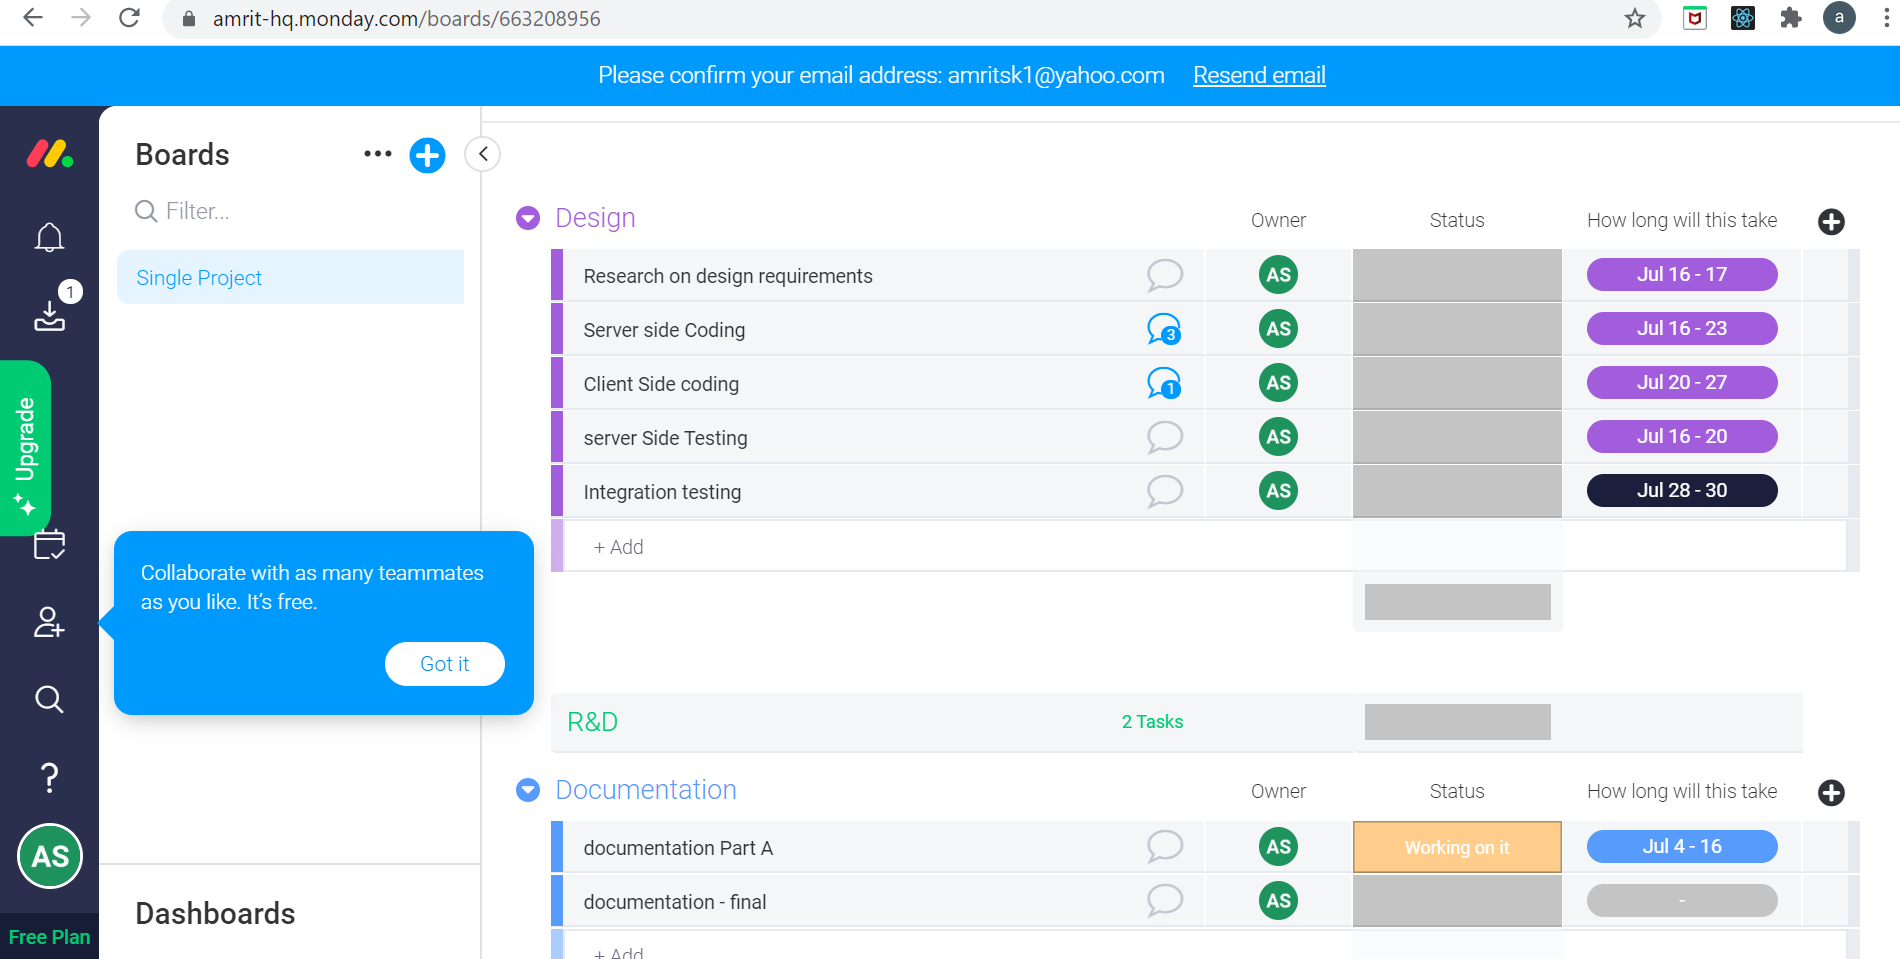 amrit-hq.monday.com/boards/663208956
a
Please confirm your email address: amritsk1@yahoo.com Resend email
Boards
Filter...
Single Project
1
Upgrade
Collaborate with as many teammates
as you like. It's free.
Got it
AS
Dashboards
Free Plan
Design Owner Status How long will this take
Research on design requirements AS Jul 16 - 17
Server side Coding 3 AS Jul 16 - 23
Client Side coding 1 AS Jul 20 - 27
server Side Testing AS Jul 16 - 20
Integration testing AS Jul 28 - 30
+ Add
R&D 2 Tasks
Documentation Owner Status How long will this take
documentation Part A AS Working on it Jul 4 - 16
documentation - final AS -
+ Add